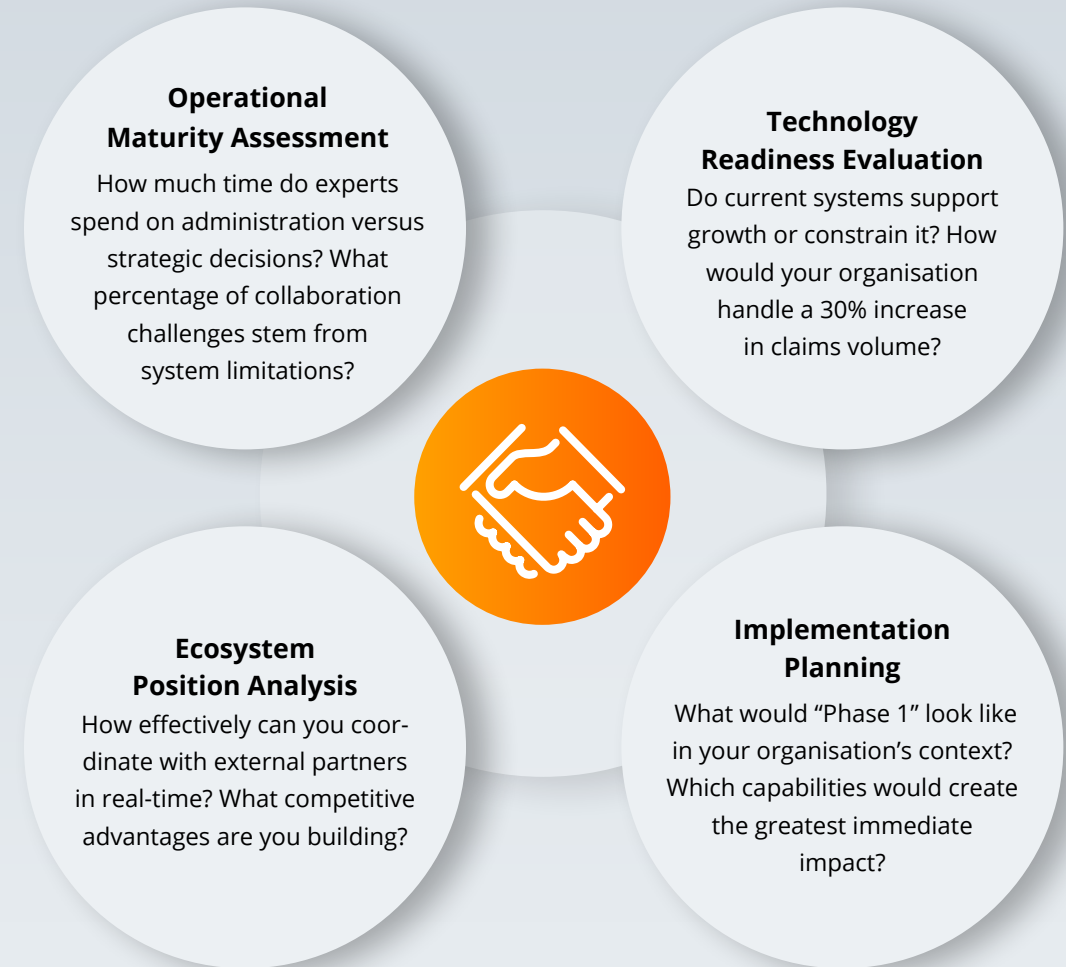 Operational
Maturity Assessment
How much time do experts
spend on administration versus
strategic decisions? What
percentage of collaboration
challenges stem from
system limitations?
Technology
Readiness Evaluation
Do current systems support
growth or constrain it? How
would your organisation
handle a 30% increase
in claims volume?
Ecosystem
Position Analysis
How effectively can you coor-
dinate with external partners
in real-time? What competitive
advantages are you building?
Implementation
Planning
What would “Phase 1” look like
in your organisation’s context?
Which capabilities would create
the greatest immediate
impact?